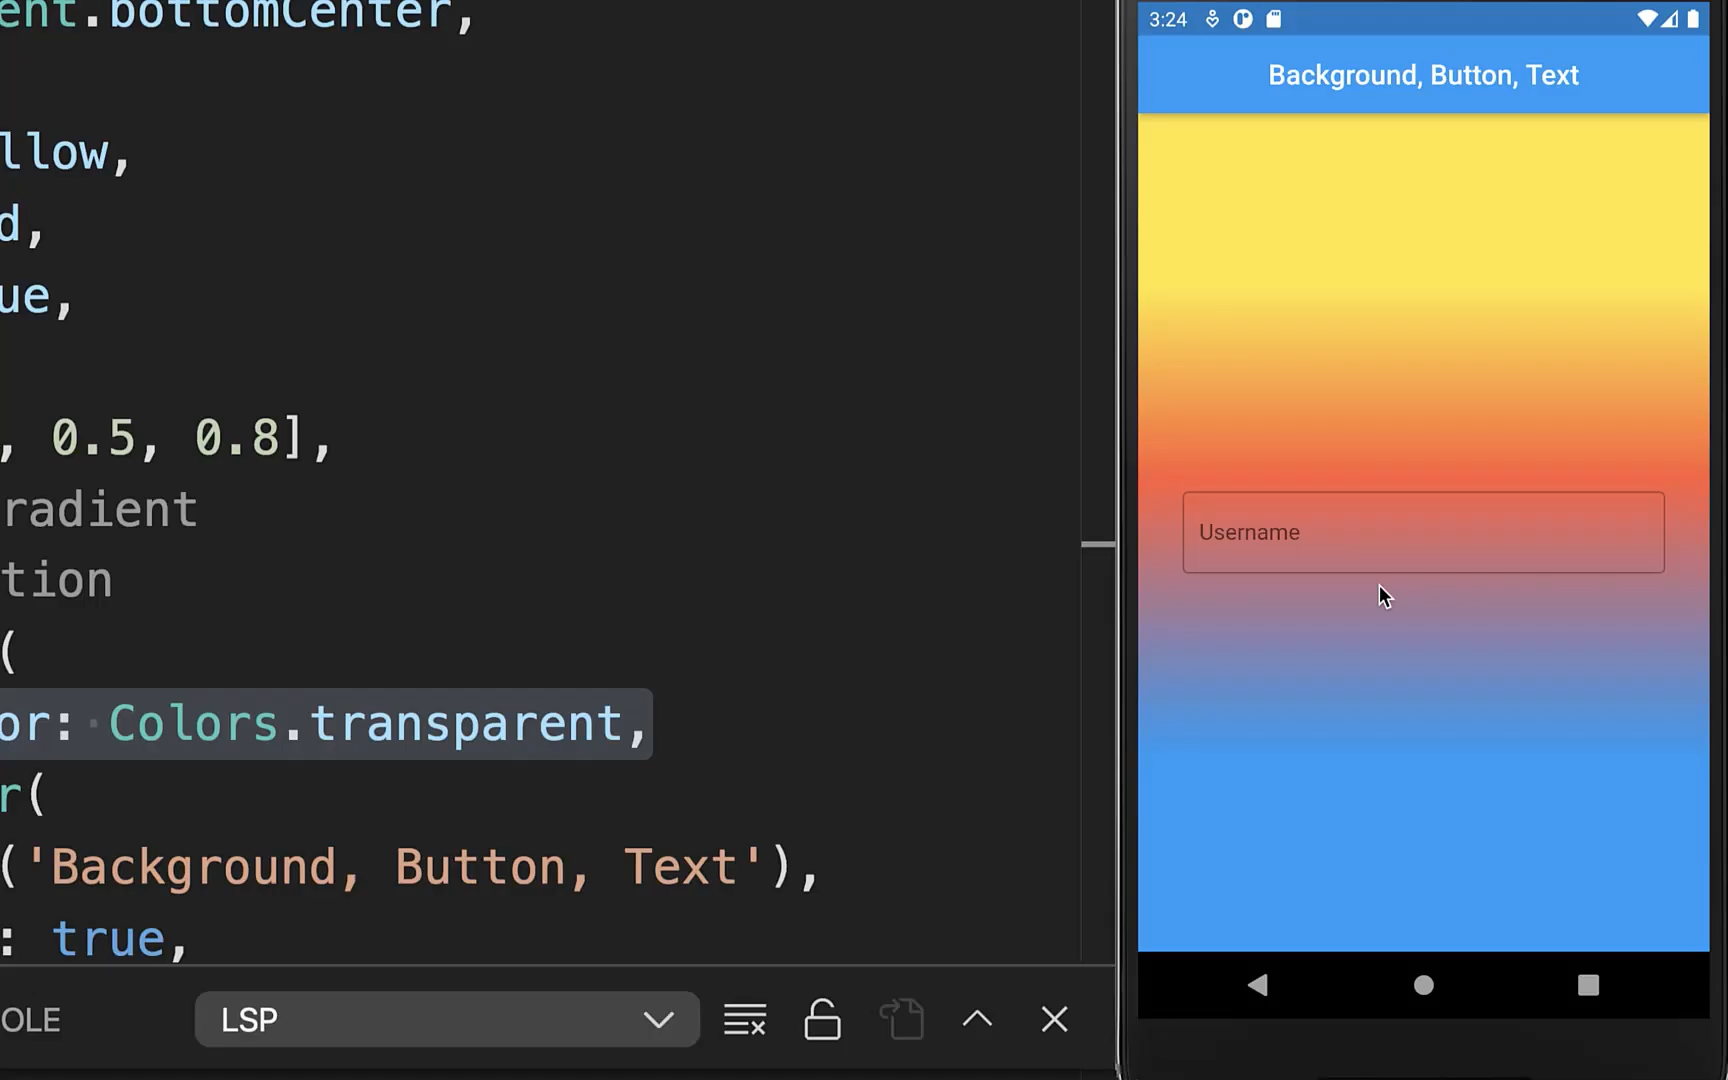 ent.bottomCenter,
llow,
d,
ue,
, 0.5, 0.8],
radient
tion
(
or: Colors.transparent,
r(
('Background, Button, Text'),
: true,
OLE
LSP
3:24
Background, Button, Text
Username